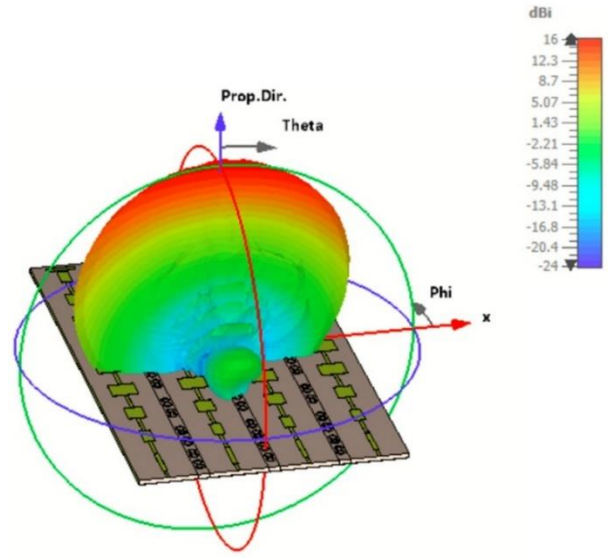 dBi
16
12.3
8.7
5.07
1.43
-2.21
-5.84
-9.48
-13.1
-16.8
-20.4
-24
Prop.Dir.
Theta
Phi
x